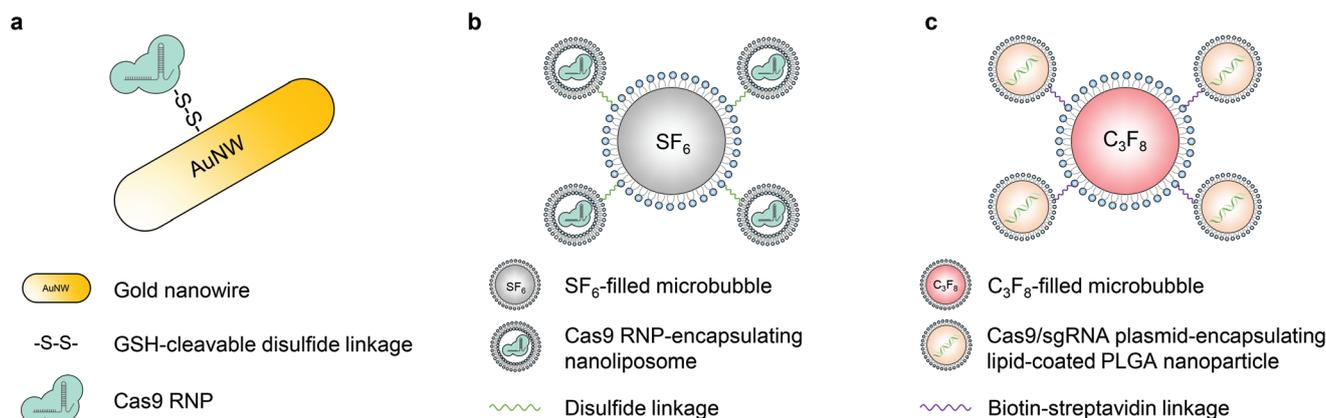 a
-S-S-
AuNW
AuNW
Gold nanowire
-S-S-
GSH-cleavable disulfide linkage
Cas9 RNP
b
SF₆
SF₆
SF₆-filled microbubble
Cas9 RNP-encapsulating
nanoliposome
Disulfide linkage
c
C₃F₈
C₃F₈
C₃F₈-filled microbubble
Cas9/sgRNA plasmid-encapsulating
lipid-coated PLGA nanoparticle
Biotin-streptavidin linkage